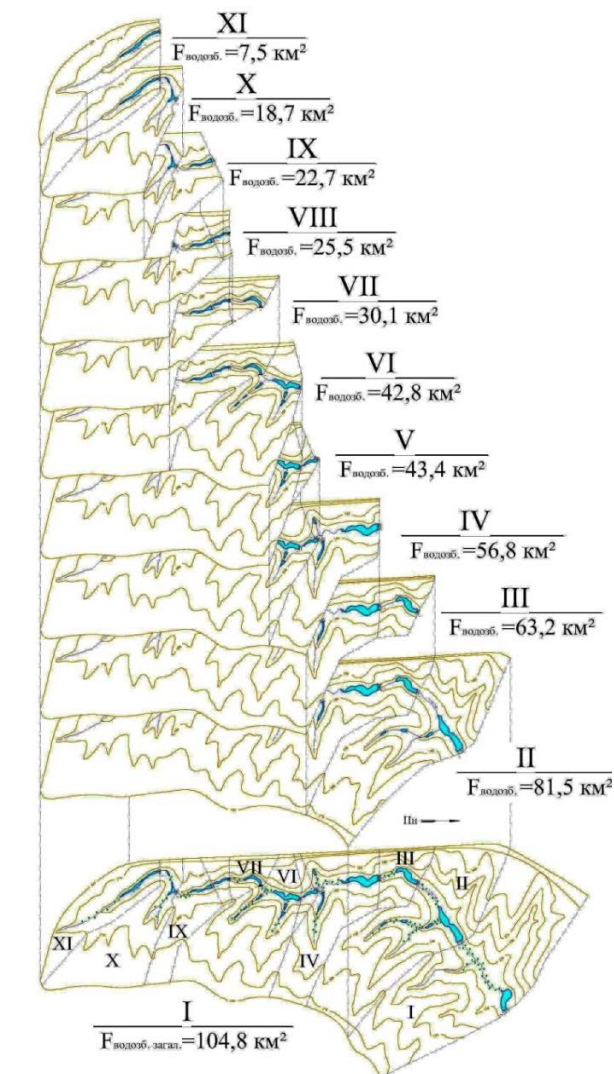 XI
Fводозб.=7,5 км²
X
Fводозб.=18,7 км²
IX
Fводозб.=22,7 км²
VIII
Fводозб.=25,5 км²
VII
Fводозб.=30,1 км²
VI
Fводозб.=42,8 км²
V
Fводозб.=43,4 км²
IV
Fводозб.=56,8 км²
III
Fводозб.=63,2 км²
II
Fводозб.=81,5 км²
Пн
VII VI III II
XI X IX IV I
I
Fводозб. загал.=104,8 км²